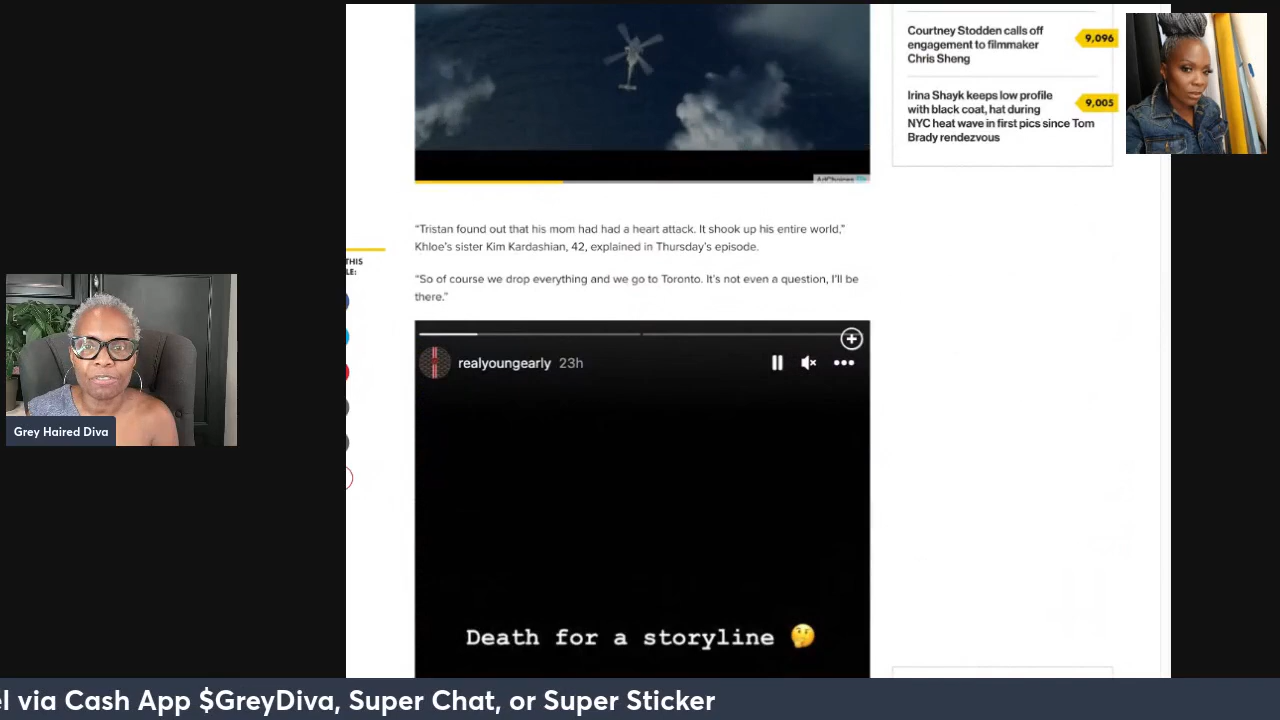 Courtney Stodden calls off
engagement to filmmaker
Chris Sheng
9,096
Irina Shayk keeps low profile
with black coat, hat during
NYC heat wave in first pics since Tom
Brady rendezvous
9,005
AdChoices
“Tristan found out that his mom had had a heart attack. It shook up his entire world,”
Khloe’s sister Kim Kardashian, 42, explained in Thursday’s episode.
“So of course we drop everything and we go to Toronto. It’s not even a question, I’ll be
there.”
THIS
LE:
realyoungearly 23h
Death for a storyline 🤔
Grey Haired Diva
el via Cash App $GreyDiva, Super Chat, or Super Sticker